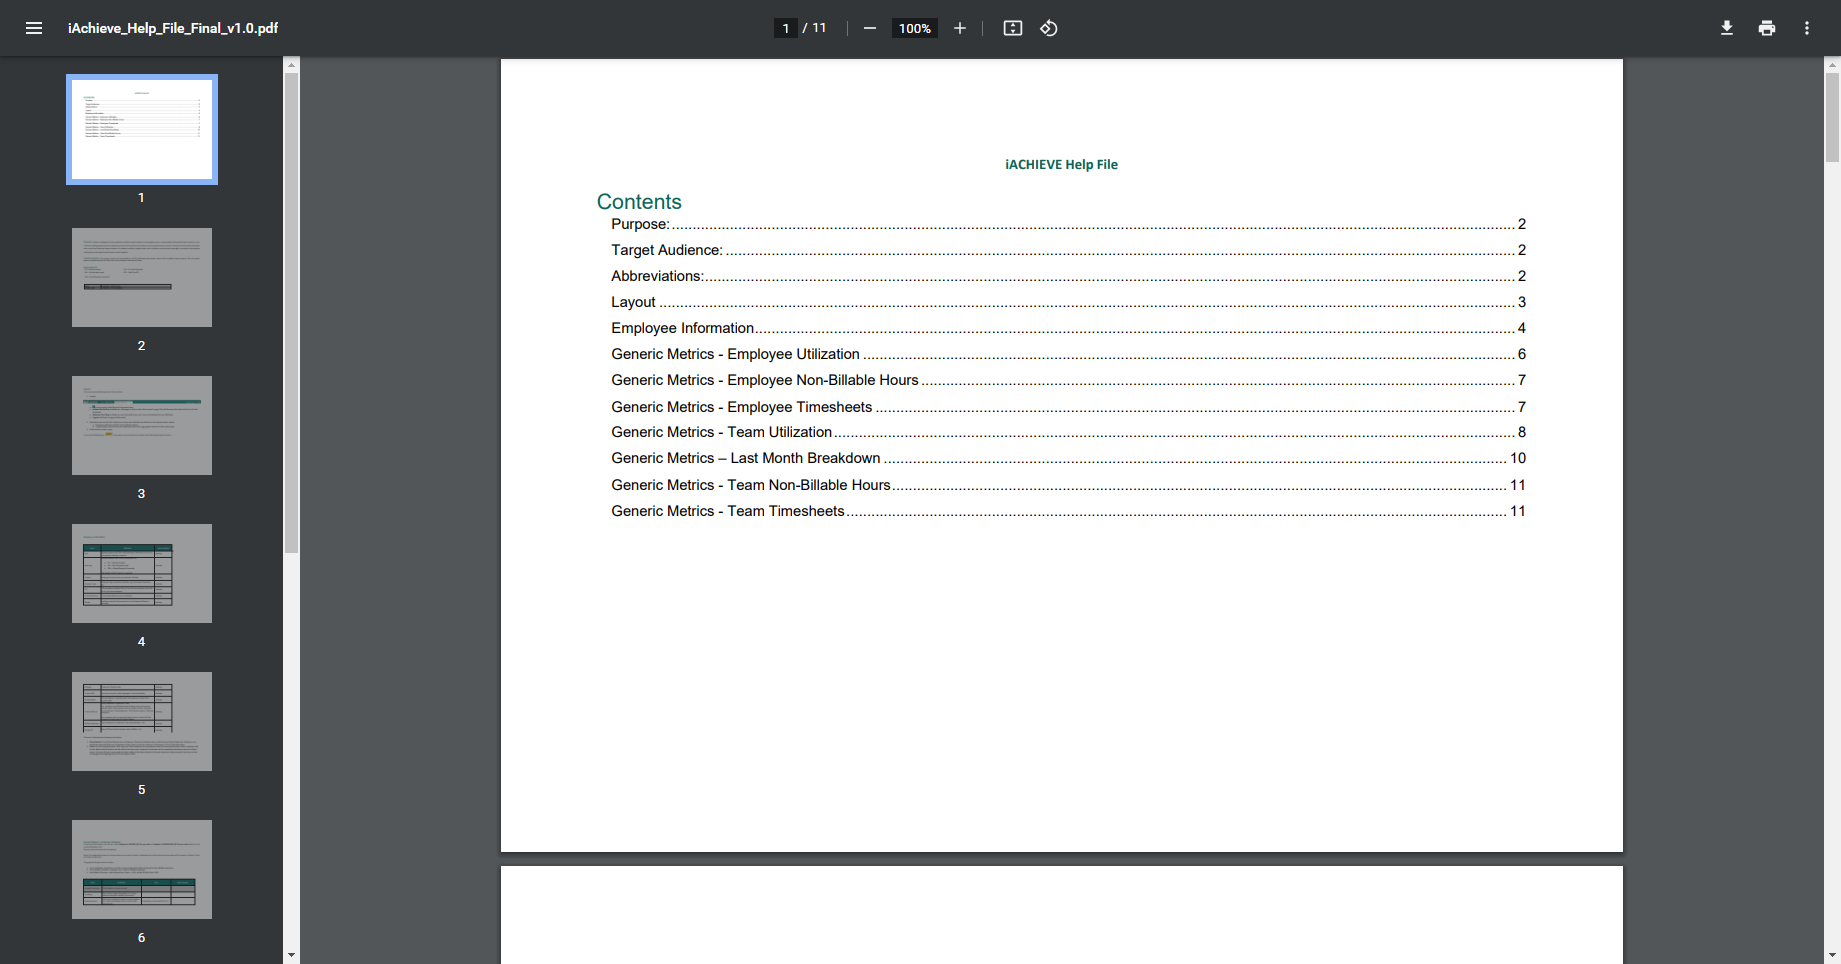 iAchieve_Help_File_Final_v1.0.pdf
1 / 11
100%
1
2
3
4
5
6
iACHIEVE Help File
Contents
Purpose:.......... 2
Target Audience: .......... 2
Abbreviations:.......... 2
Layout .......... 3
Employee Information.......... 4
Generic Metrics - Employee Utilization .......... 6
Generic Metrics - Employee Non-Billable Hours .......... 7
Generic Metrics - Employee Timesheets .......... 7
Generic Metrics - Team Utilization.......... 8
Generic Metrics – Last Month Breakdown .......... 10
Generic Metrics - Team Non-Billable Hours.......... 11
Generic Metrics - Team Timesheets.......... 11